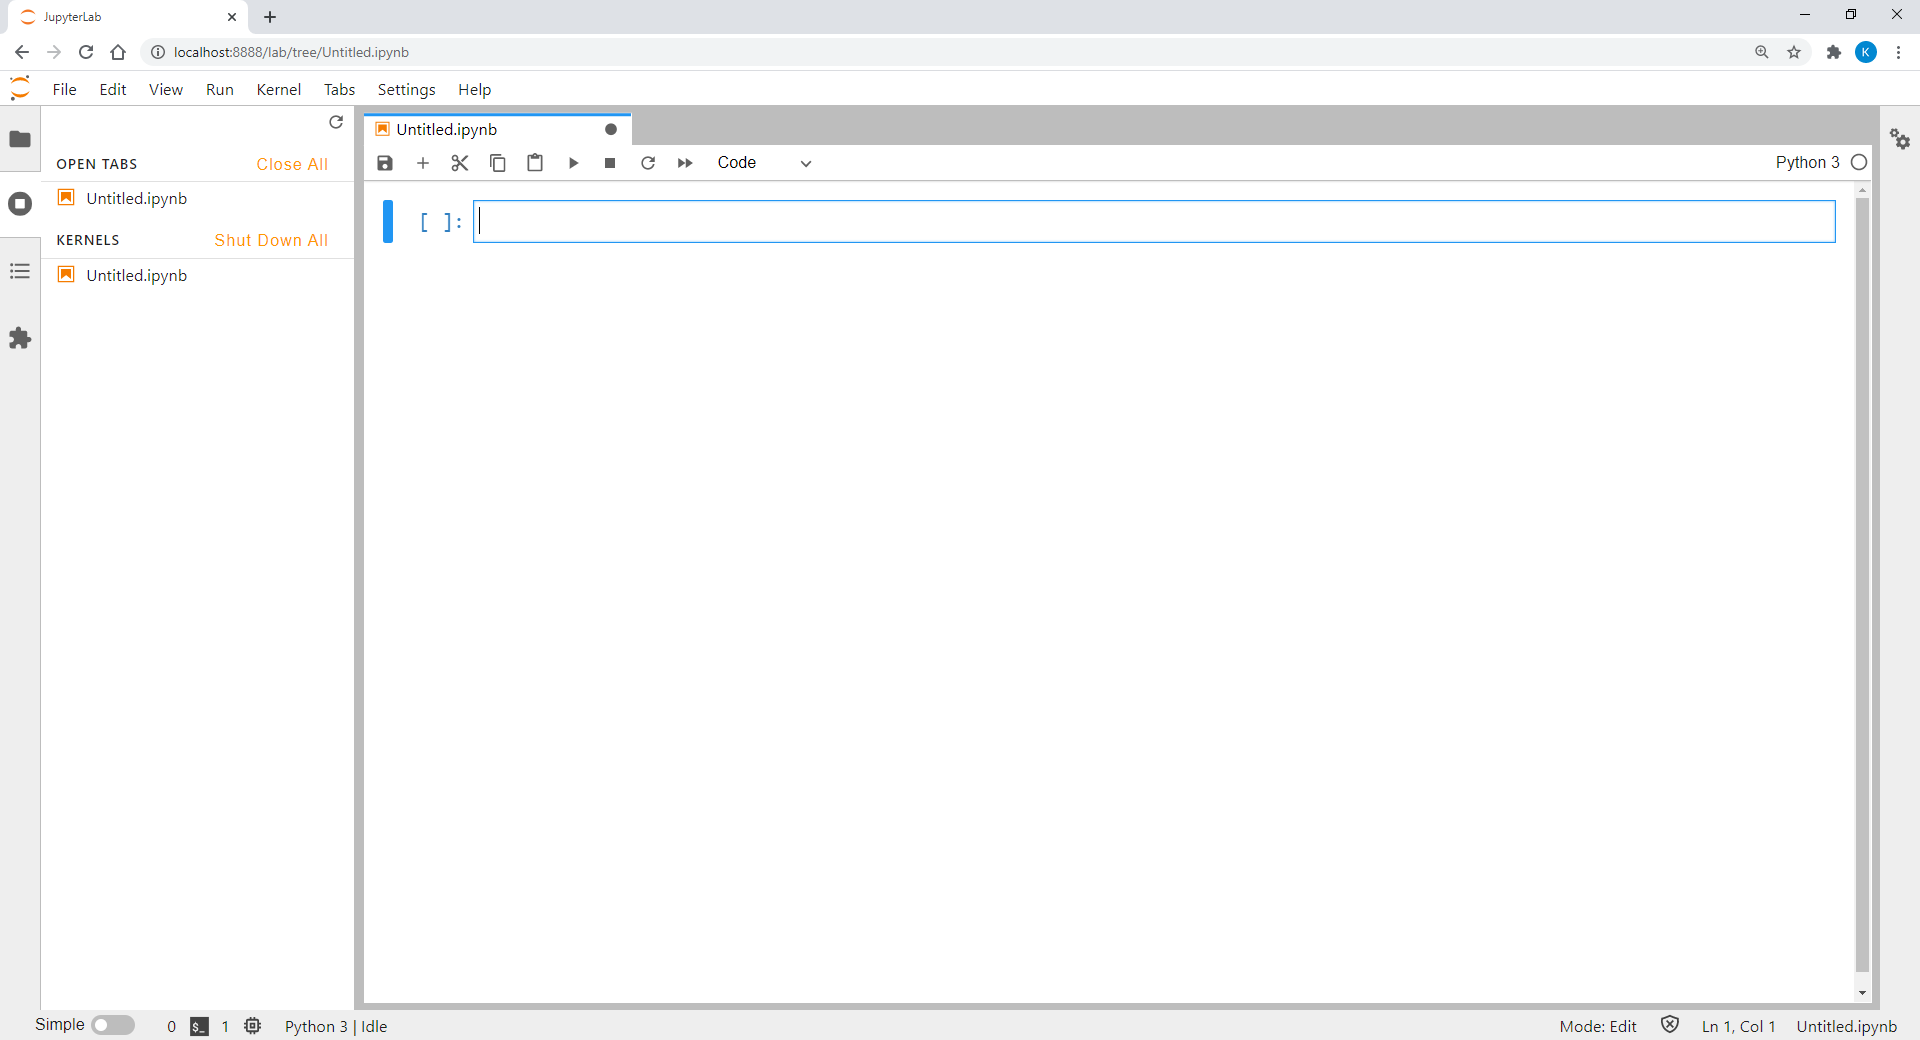 JupyterLab
localhost:8888/lab/tree/Untitled.ipynb
K
File Edit View Run Kernel Tabs Settings Help
OPEN TABS Close All
Untitled.ipynb
KERNELS Shut Down All
Untitled.ipynb
Untitled.ipynb
Code
Python 3
[ ]:
Simple 0 $_ 1 Python 3 | Idle
Mode: Edit Ln 1, Col 1 Untitled.ipynb